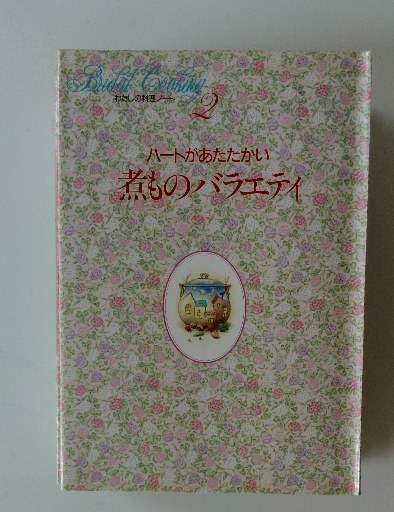 Bridal Cooking
わたしの料理ノート
2
ハートがあたたかい
煮ものバラエティ